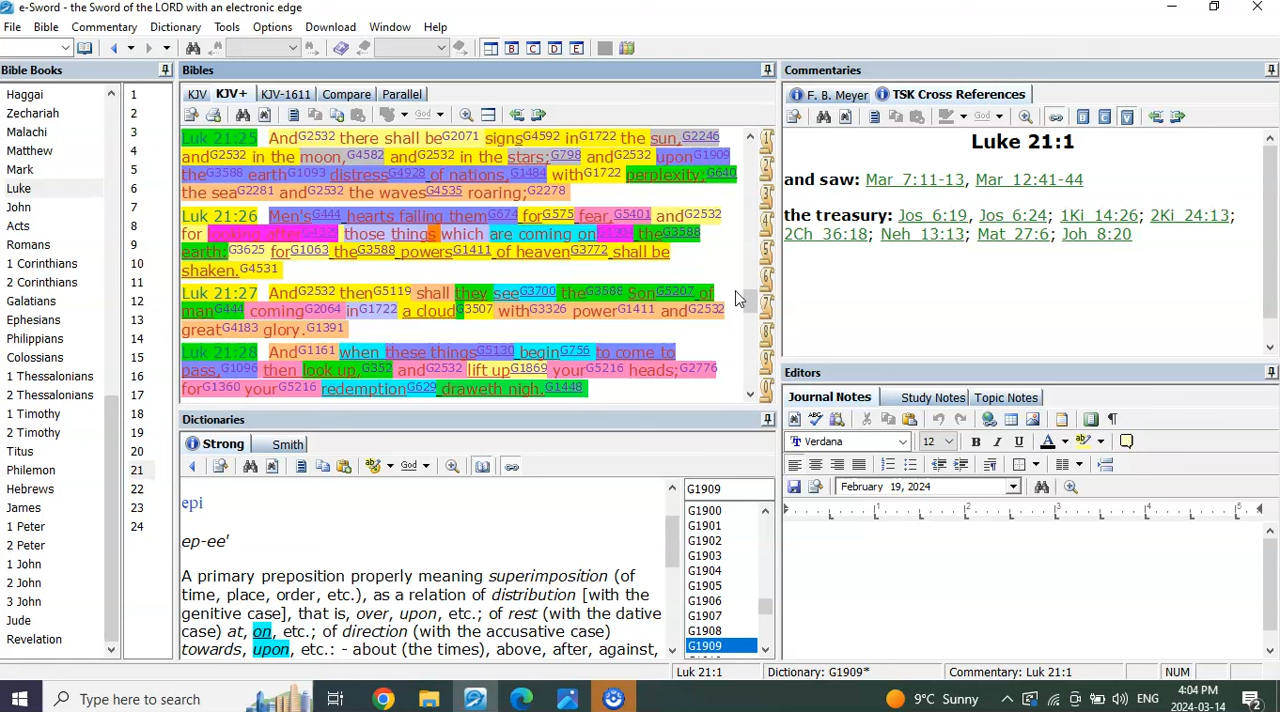 e-Sword - the Sword of the LORD with an electronic edge
File Bible Commentary Dictionary Tools Options Download Window Help
B C D E
Bible Books
Haggai
Zechariah
Malachi
Matthew
Mark
Luke
John
Acts
Romans
1 Corinthians
2 Corinthians
Galatians
Ephesians
Philippians
Colossians
1 Thessalonians
2 Thessalonians
1 Timothy
2 Timothy
Titus
Philemon
Hebrews
James
1 Peter
2 Peter
1 John
2 John
3 John
Jude
Revelation
1
2
3
4
5
6
7
8
9
10
11
12
13
14
15
16
17
18
19
20
21
22
23
24
Bibles
KJV KJV+ KJV-1611 Compare Parallel
God
Luk 21:25 And G2532 there shall be G2071 signs G4592 in G1722 the sun, G2246
and G2532 in the moon, G4582 and G2532 in the stars; G798 and G2532 upon G1909
the G3588 earth G1093 distress G4928 of nations, G1484 with G1722 perplexity; G640
the sea G2281 and G2532 the waves G4535 roaring; G2278
Luk 21:26 Men's G444 hearts failing them G674 for G575 fear, G5401 and G2532
for looking after G4329 those things which are coming on G1904 the G3588
earth: G3625 for G1063 the G3588 powers G1411 of heaven G3772 shall be
shaken. G4531
Luk 21:27 And G2532 then G5119 shall they see G3700 the G3588 Son G5207 of
man G444 coming G2064 in G1722 a cloud G3507 with G3326 power G1411 and G2532
great G4183 glory. G1391
Luk 21:28 And G1161 when these things G5130 begin G756 to come to
pass, G1096 then look up, G352 and G2532 lift up G1869 your G5216 heads; G2776
for G1360 your G5216 redemption G629 draweth nigh. G1448
Dictionaries
Strong Smith
God
epi
ep-ee'
A primary preposition properly meaning superimposition (of
time, place, order, etc.), as a relation of distribution [with the
genitive case], that is, over, upon, etc.; of rest (with the dative
case) at, on, etc.; of direction (with the accusative case)
towards, upon, etc.: - about (the times), above, after, against,
G1909
G1900
G1901
G1902
G1903
G1904
G1905
G1906
G1907
G1908
G1909
Commentaries
F. B. Meyer TSK Cross References
God
B D V
Luke 21:1
and saw: Mar 7:11-13, Mar 12:41-44
the treasury: Jos 6:19, Jos 6:24; 1Ki 14:26; 2Ki 24:13;
2Ch 36:18; Neh 13:13; Mat 27:6; Joh 8:20
Editors
Journal Notes Study Notes Topic Notes
Verdana 12 B I U A
February 19, 2024
1 2 3 4 5
Luk 21:1 Dictionary: G1909* Commentary: Luk 21:1 NUM
Type here to search
9°C Sunny
ENG
4:04 PM
2024-03-14
2